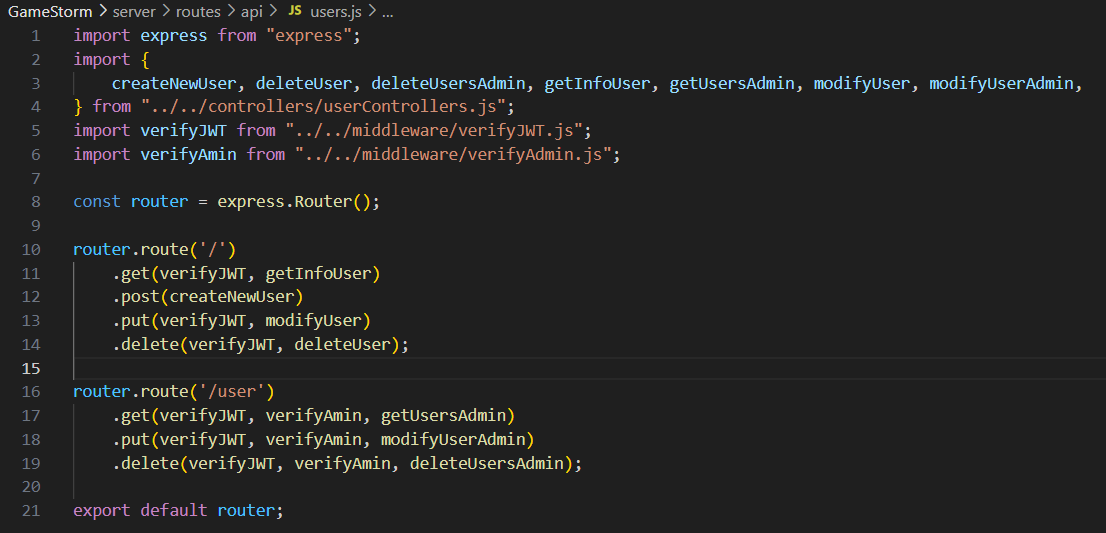 GameStorm > server > routes > api > JS users.js > ...
1 import express from "express";
2 import {
3 createNewUser, deleteUser, deleteUsersAdmin, getInfoUser, getUsersAdmin, modifyUser, modifyUserAdmin,
4 } from "../../controllers/userControllers.js";
5 import verifyJWT from "../../middleware/verifyJWT.js";
6 import verifyAmin from "../../middleware/verifyAdmin.js";
7
8 const router = express.Router();
9
10 router.route('/')
11 .get(verifyJWT, getInfoUser)
12 .post(createNewUser)
13 .put(verifyJWT, modifyUser)
14 .delete(verifyJWT, deleteUser);
15
16 router.route('/user')
17 .get(verifyJWT, verifyAmin, getUsersAdmin)
18 .put(verifyJWT, verifyAmin, modifyUserAdmin)
19 .delete(verifyJWT, verifyAmin, deleteUsersAdmin);
20
21 export default router;